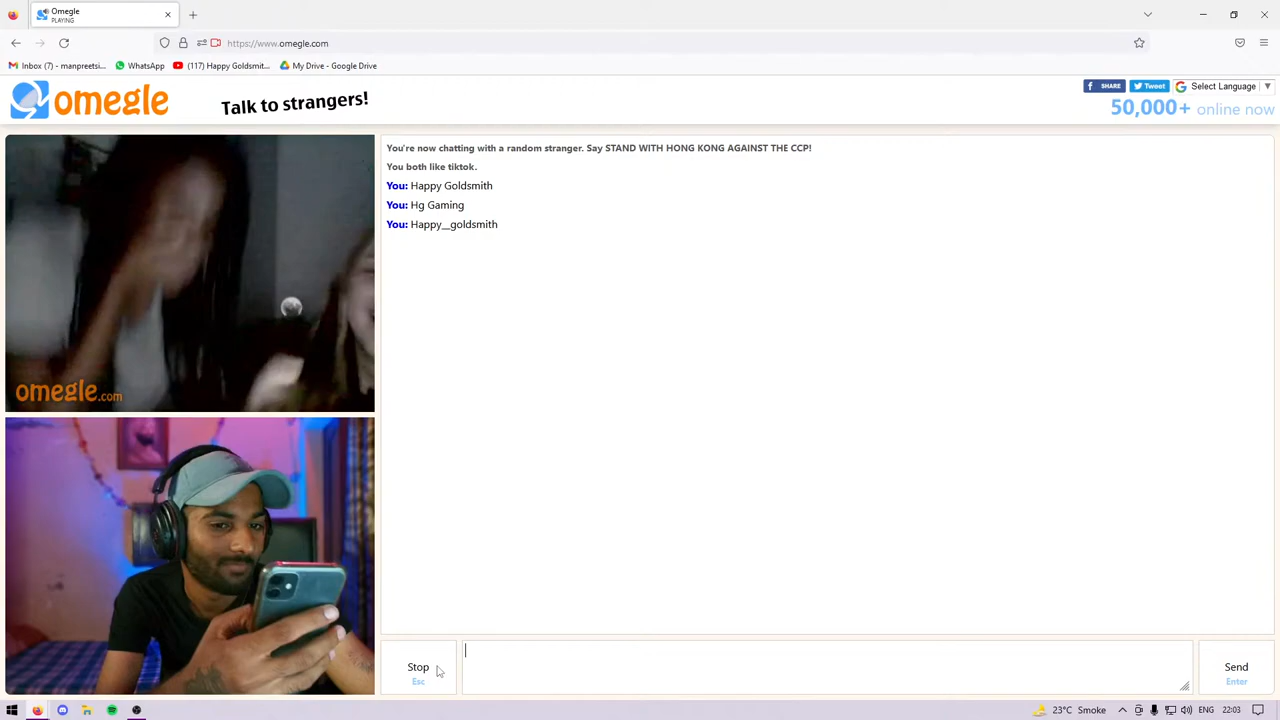 Omegle
PLAYING
https://www.omegle.com
Inbox (7) - manpreetsi...
WhatsApp
(117) Happy Goldsmit...
My Drive - Google Drive
omegle
Talk to strangers!
SHARE
Tweet
Select Language
50,000+ online now
You're now chatting with a random stranger. Say STAND WITH HONG KONG AGAINST THE CCP!
You both like tiktok.
You: Happy Goldsmith
You: Hg Gaming
You: Happy__goldsmith
omegle.com
Stop
Esc
Send
Enter
23°C Smoke
ENG
22:03